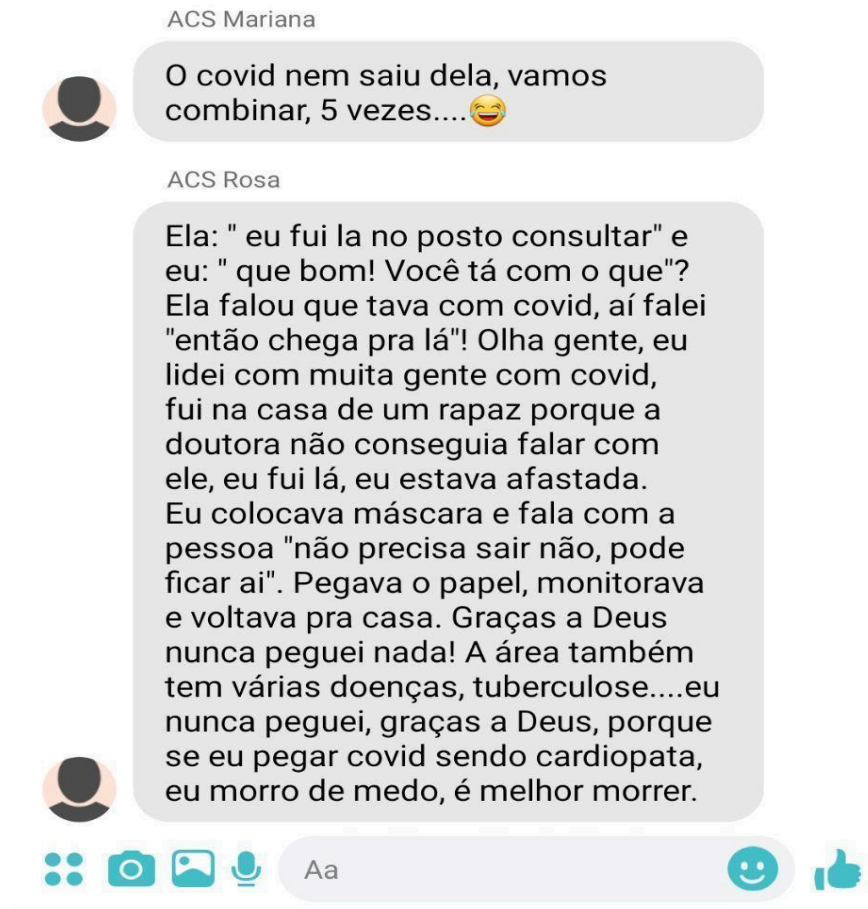 ACS Mariana
O covid nem saiu dela, vamos
combinar, 5 vezes....😂
ACS Rosa
Ela: " eu fui la no posto consultar" e
eu: " que bom! Você tá com o que"?
Ela falou que tava com covid, aí falei
"então chega pra lá"! Olha gente, eu
lidei com muita gente com covid,
fui na casa de um rapaz porque a
doutora não conseguia falar com
ele, eu fui lá, eu estava afastada.
Eu colocava máscara e fala com a
pessoa "não precisa sair não, pode
ficar ai". Pegava o papel, monitorava
e voltava pra casa. Graças a Deus
nunca peguei nada! A área também
tem várias doenças, tuberculose....eu
nunca peguei, graças a Deus, porque
se eu pegar covid sendo cardiopata,
eu morro de medo, é melhor morrer.
Aa